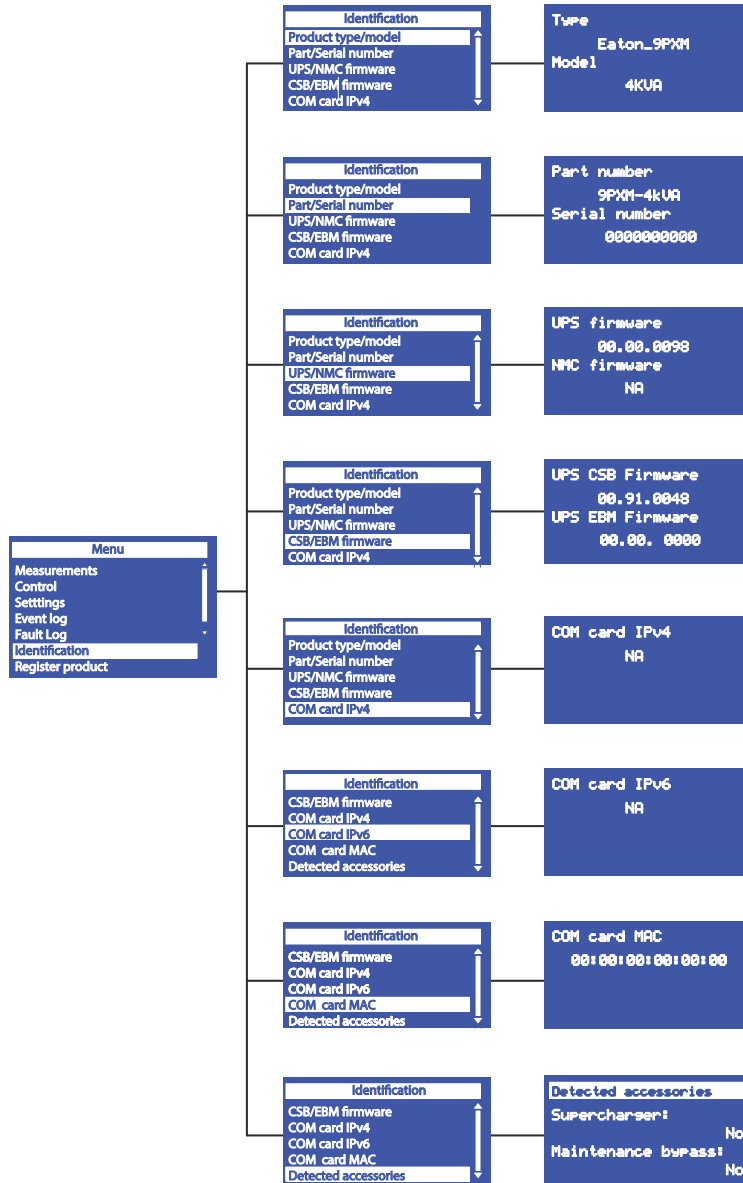 Identification
Product type/model
Part/Serial number
UPS/NMC firmware
CSB/EBM firmware
COM card IPv4
Type
Eaton_9PXM
Model
4KVA
Identification
Product type/model
Part/Serial number
UPS/NMC firmware
CSB/EBM firmware
COM card IPv4
Part number
9PXM-4kVA
Serial number
0000000000
Identification
Product type/model
Part/Serial number
UPS/NMC firmware
CSB/EBM firmware
COM card IPv4
UPS firmware
00.00.0098
NMC firmware
NA
Identification
Product type/model
Part/Serial number
UPS/NMC firmware
CSB/EBM firmware
COM card IPv4
UPS CSB Firmware
00.91.0048
UPS EBM Firmware
00.00. 0000
Menu
Measurements
Control
Setttings
Event log
Fault Log
Identification
Register product
Identification
Product type/model
Part/Serial number
UPS/NMC firmware
CSB/EBM firmware
COM card IPv4
COM card IPv4
NA
Identification
CSB/EBM firmware
COM card IPv4
COM card IPv6
COM  card MAC
Detected accessories
COM card IPv6
NA
Identification
CSB/EBM firmware
COM card IPv4
COM card IPv6
COM  card MAC
Detected accessories
COM card MAC
00:00:00:00:00:00
Identification
CSB/EBM firmware
COM card IPv4
COM card IPv6
COM  card MAC
Detected accessories
Detected accessories
Supercharger:
No
Maintenance bypass:
No